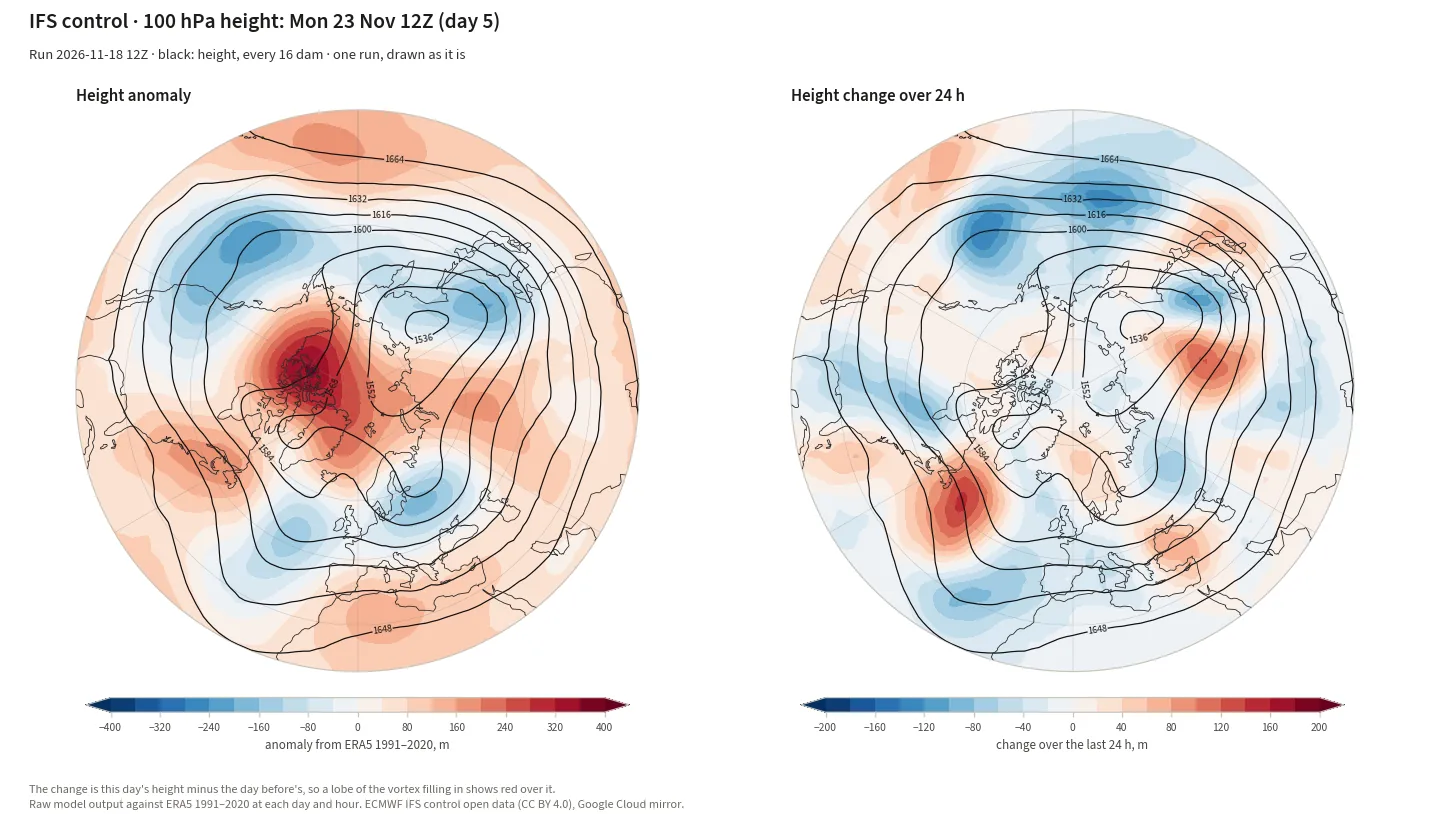 IFS control · 100 hPa height: Mon 23 Nov 12Z (day 5)
Run 2026-11-18 12Z · black: height, every 16 dam · one run, drawn as it is
Height anomaly
Height change over 24 h
1664
1632
1616
1600
1536
1568
1552
1584
1648
1664
1632
1616
1600
1536
1568
1552
1584
1648
−400 −320 −240 −160 −80 0 80 160 240 320 400
anomaly from ERA5 1991–2020, m
−200 −160 −120 −80 −40 0 40 80 120 160 200
change over the last 24 h, m
The change is this day's height minus the day before's, so a lobe of the vortex filling in shows red over it.
Raw model output against ERA5 1991–2020 at each day and hour. ECMWF IFS control open data (CC BY 4.0), Google Cloud mirror.